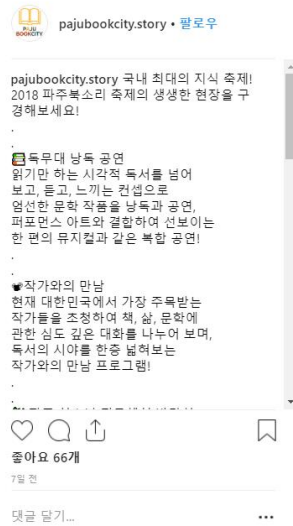 PAJU
BOOKCITY
pajubookcity.story • 팔로우
pajubookcity.story 국내 최대의 지식 축제!
2018 파주북소리 축제의 생생한 현장을 구
경해보세요!
.
.
📚독무대 낭독 공연
읽기만 하는 시각적 독서를 넘어
보고, 듣고, 느끼는 컨셉으로
엄선한 문학 작품을 낭독과 공연,
퍼포먼스 아트와 결합하여 선보이는
한 편의 뮤지컬과 같은 복합 공연!
.
.
작가와의 만남
현재 대한민국에서 가장 주목받는
작가들을 초청하여 책, 삶, 문학에
관한 심도 깊은 대화를 나누어 보며,
독서의 시야를 한층 넓혀보는
작가와의 만남 프로그램!
.
.
좋아요 66개
7일 전
댓글 달기...